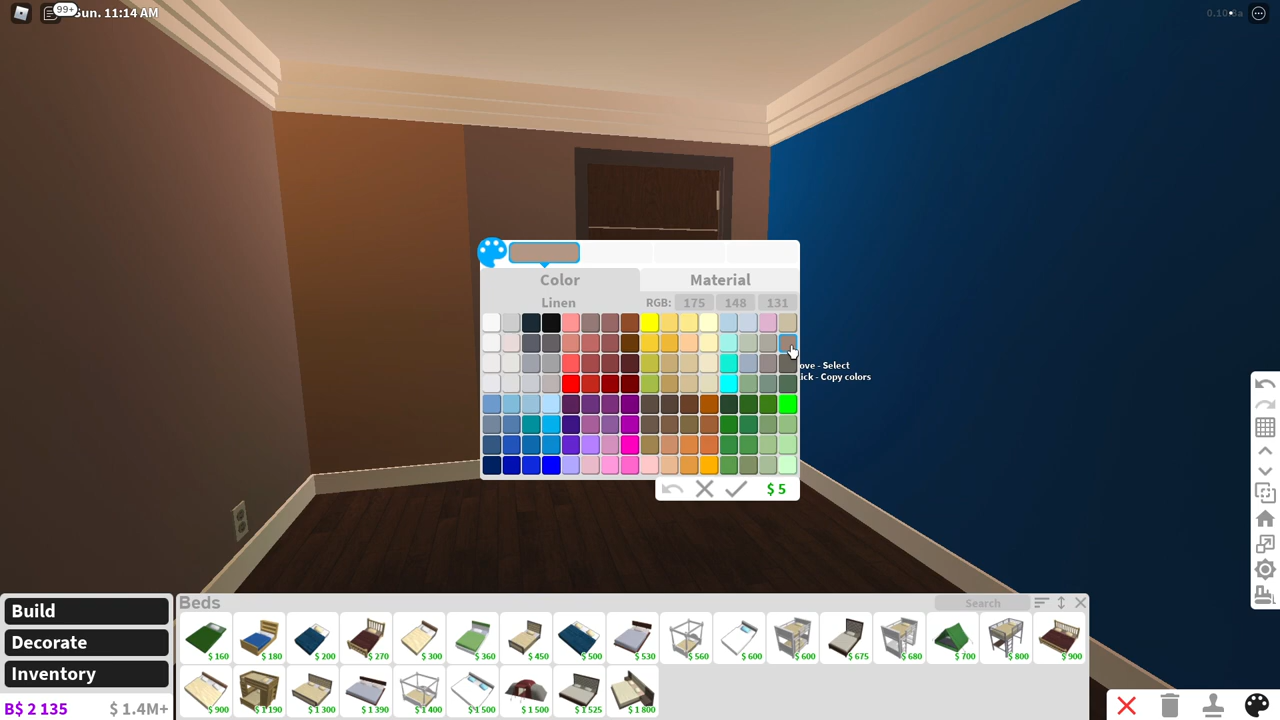 99+
Sun. 11:14 AM
Color
Material
Linen
RGB: 175 148 131
ove - Select
ick - Copy colors
$ 5
Build
Decorate
Inventory
B$ 2 135
$ 1.4M+
Beds
Search
$ 160
$ 180
$ 200
$ 270
$ 300
$ 360
$ 450
$ 500
$ 530
$ 560
$ 600
$ 600
$ 675
$ 680
$ 700
$ 800
$ 900
$ 900
$ 1 190
$ 1 300
$ 1 390
$ 1 400
$ 1 500
$ 1 500
$ 1 525
$ 1 800